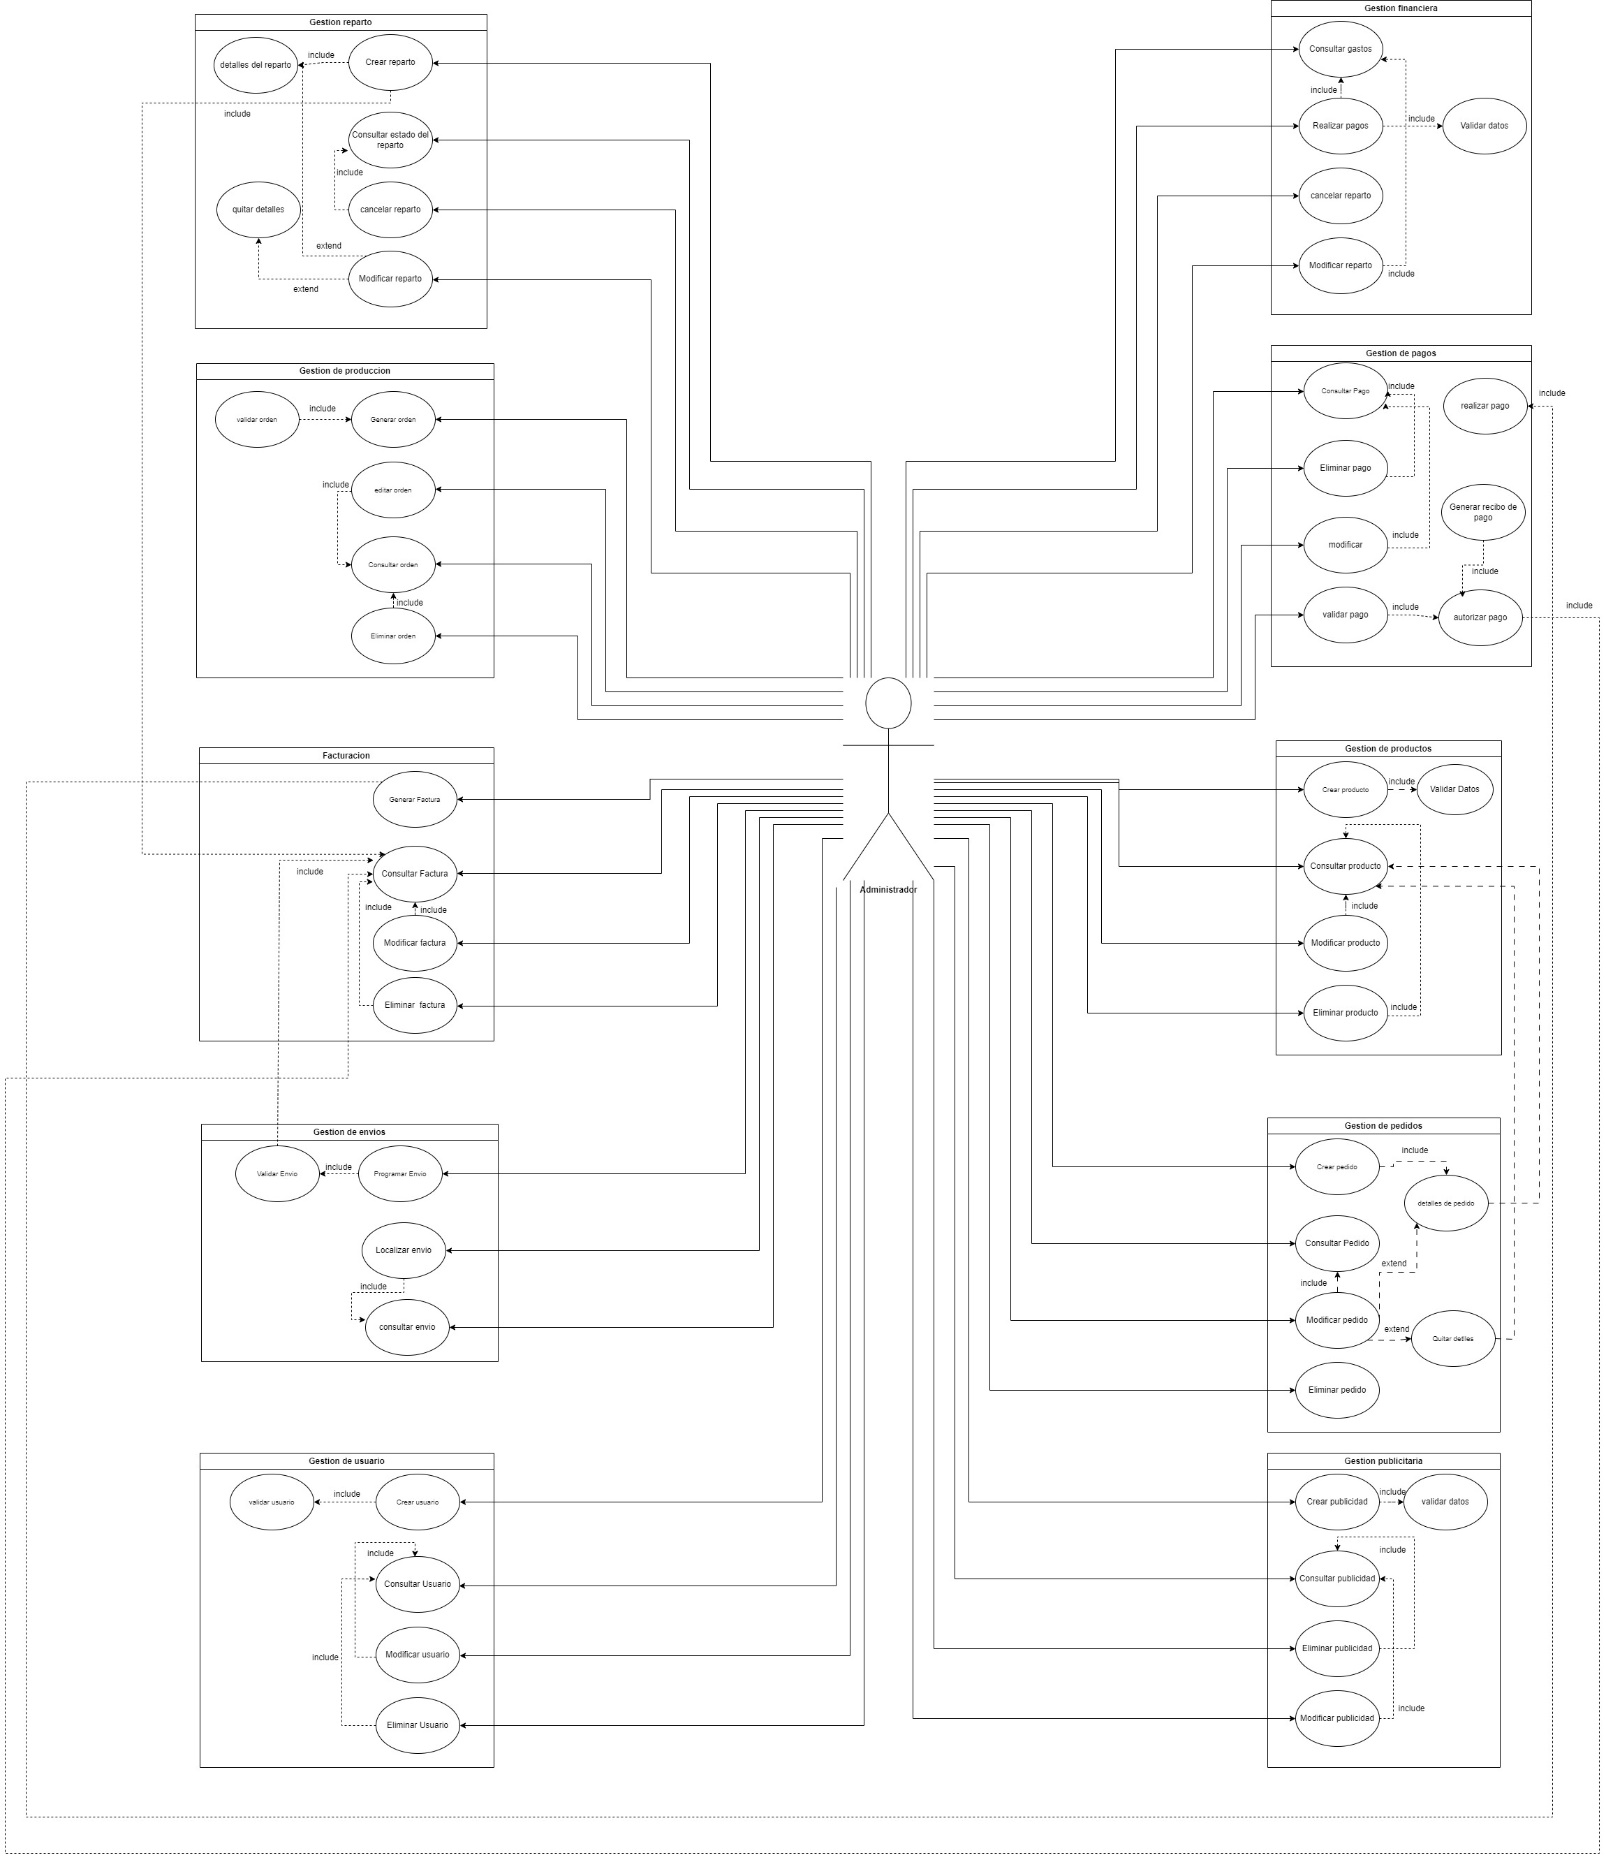 Gestion reparto
detalles del reparto
include
Crear reparto
include
Consultar estado del
reparto
include
quitar detalles
cancelar reparto
extend
Modificar reparto
extend
Gestion financiera
Consultar gastos
include
Realizar pagos
include
Validar datos
cancelar reparto
Modificar reparto
include
Gestion de produccion
validar orden
include
Generar orden
include
editar orden
Consultar orden
include
Eliminar orden
Gestion de pagos
Consultar Pago
include
realizar pago
include
Eliminar pago
Generar recibo de
pago
modificar
include
include
validar pago
include
autorizar pago
include
Facturacion
Generar Factura
include
Consultar Factura
include
include
Modificar factura
Eliminar factura
Administrador
Gestion de productos
Crear producto
include
Validar Datos
Consultar producto
include
Modificar producto
Eliminar producto
include
Gestion de envios
Validar Envio
include
Programar Envio
Localizar envio
include
consultar envio
Gestion de pedidos
Crear pedido
include
detalles de pedido
Consultar Pedido
extend
include
Modificar pedido
extend
Quitar detlles
Eliminar pedido
Gestion de usuario
validar usuario
include
Crear usuario
include
Consultar Usuario
include
Modificar usuario
Eliminar Usuario
Gestion publicitaria
Crear publicidad
include
validar datos
include
Consultar publicidad
Eliminar publicidad
include
Modificar publicidad